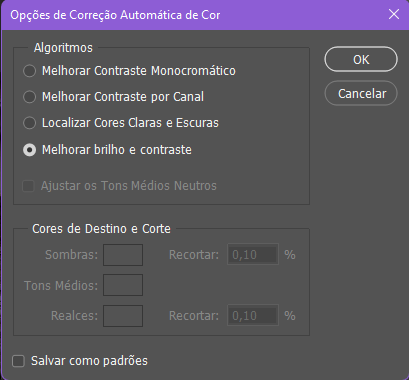 Opções de Correção Automática de Cor
Algoritmos
Melhorar Contraste Monocromático
Melhorar Contraste por Canal
Localizar Cores Claras e Escuras
Melhorar brilho e contraste
Ajustar os Tons Médios Neutros
OK
Cancelar
Cores de Destino e Corte
Sombras: Recortar: 0,10 %
Tons Médios:
Realces: Recortar: 0,10 %
Salvar como padrões